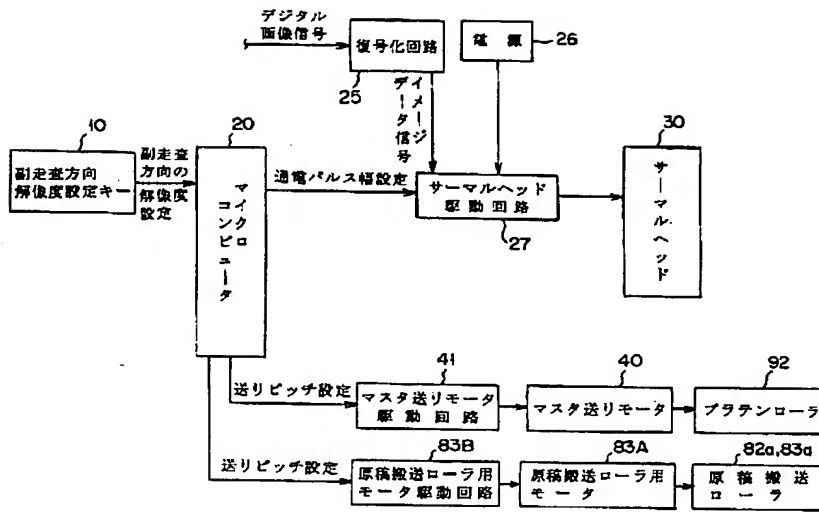 デジタル
画像信号
復号化回路
25
電源
26
イメージ
データ信号
10
副走査方向
解像度設定キー
副走査
方向の
解像度
設定
20
マイクロ
コンピュータ
通電パルス幅設定
サーマルヘッド
駆動回路
27
30
サーマルヘッド
送りピッチ設定
41
マスタ送りモータ
駆動回路
40
マスタ送りモータ
92
プラテンローラ
送りピッチ設定
83B
原稿搬送ローラ用
モータ駆動回路
83A
原稿搬送ローラ用
モータ
82a,83a
原稿搬送
ローラ